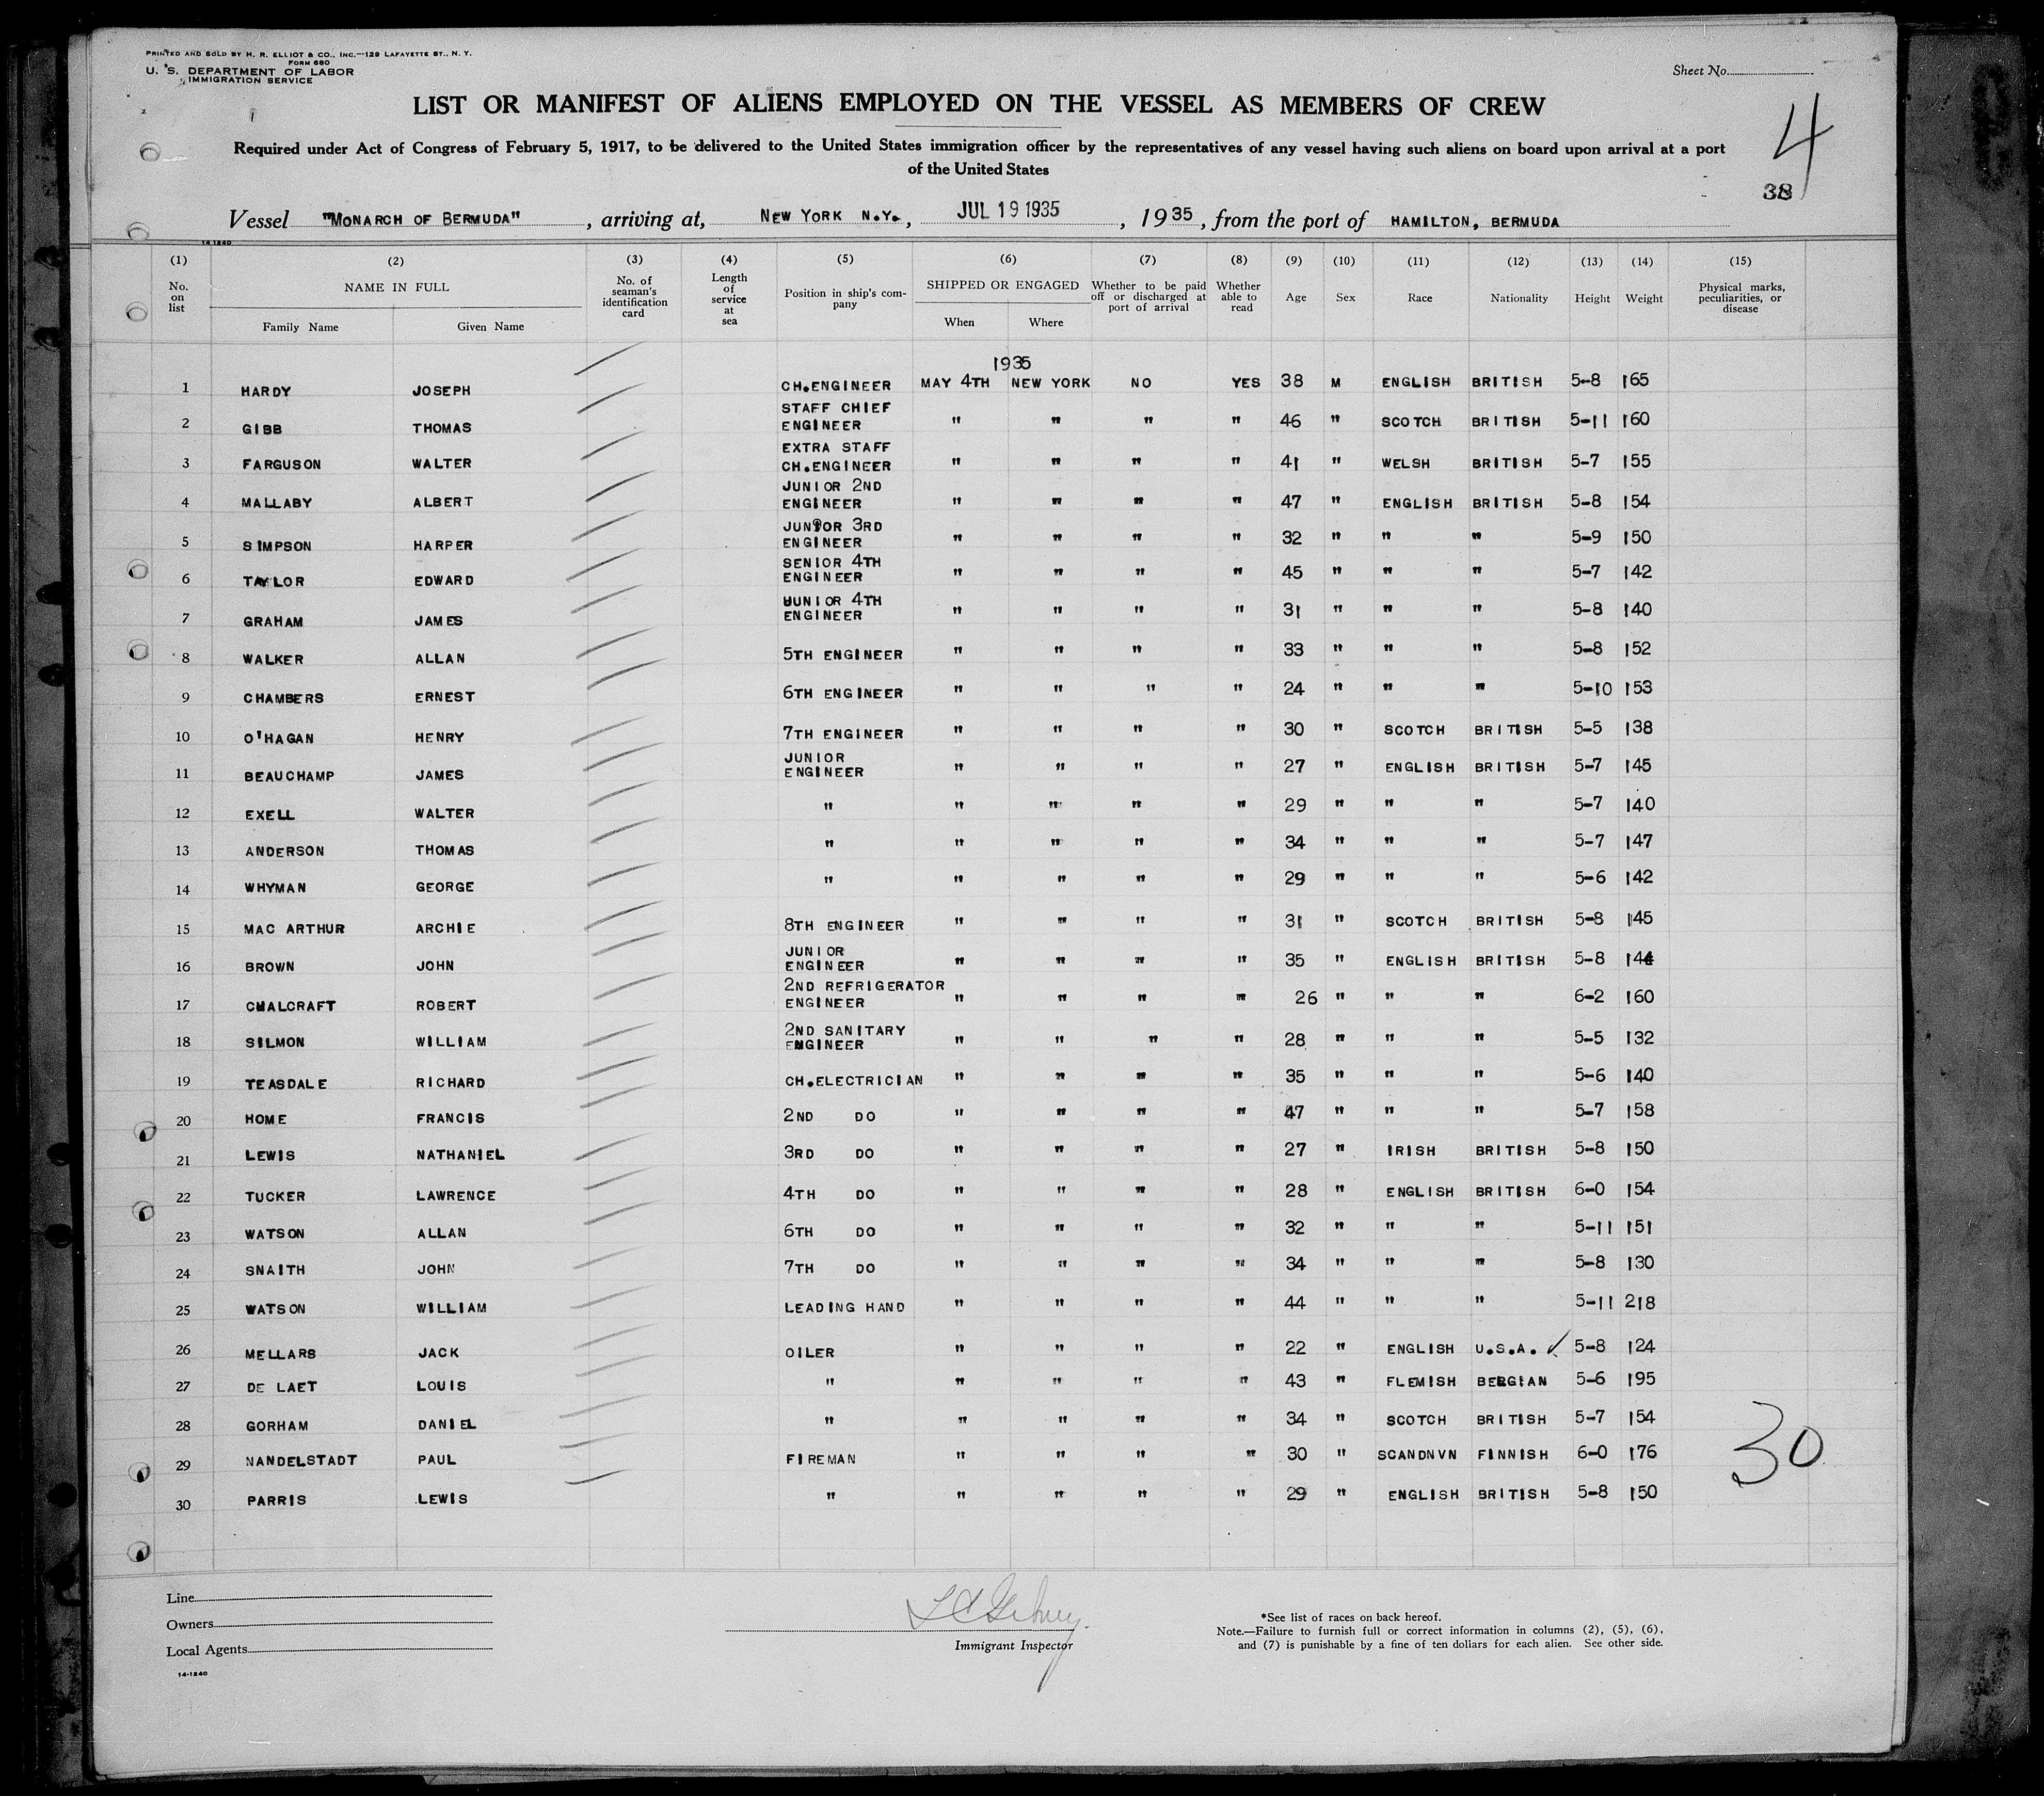 PRINTED AND SOLD BY H. R. ELLIOT & CO., INC.—129 LAFAYETTE ST., N. Y.
FORM 680
U. S. DEPARTMENT OF LABOR
IMMIGRATION SERVICE
Sheet No.
LIST OR MANIFEST OF ALIENS EMPLOYED ON THE VESSEL AS MEMBERS OF CREW
4
Required under Act of Congress of February 5, 1917, to be delivered to the United States immigration officer by the representatives of any vessel having such aliens on board upon arrival at a port
of the United States
38
Vessel "MONARCH OF BERMUDA" , arriving at, NEW YORK N.Y., JUL 19 1935 , 1935, from the port of HAMILTON, BERMUDA
14-1240
(1) No. on list (2) NAME IN FULL Family Name Given Name (3) No. of seaman's identification card (4) Length of service at sea (5) Position in ship's company (6) SHIPPED OR ENGAGED When Where (7) Whether to be paid off or discharged at port of arrival (8) Whether able to read (9) Age (10) Sex (11) Race (12) Nationality (13) Height (14) Weight (15) Physical marks, peculiarities, or disease
1935
1 HARDY JOSEPH CH.ENGINEER MAY 4TH NEW YORK NO YES 38 M ENGLISH BRITISH 5-8 165
2 GIBB THOMAS STAFF CHIEF ENGINEER " " " " 46 " SCOTCH BRITISH 5-11 160
3 FARGUSON WALTER EXTRA STAFF CH.ENGINEER " " " " 41 " WELSH BRITISH 5-7 155
4 MALLABY ALBERT JUNIOR 2ND ENGINEER " " " " 47 " ENGLISH BRITISH 5-8 154
5 SIMPSON HARPER JUNIOR 3RD ENGINEER " " " " 32 " " " 5-9 150
6 TAYLOR EDWARD SENIOR 4TH ENGINEER " " " " 45 " " " 5-7 142
7 GRAHAM JAMES JUNIOR 4TH ENGINEER " " " " 31 " " " 5-8 140
8 WALKER ALLAN 5TH ENGINEER " " " " 33 " " " 5-8 152
9 CHAMBERS ERNEST 6TH ENGINEER " " " " 24 " " " 5-10 153
10 O'HAGAN HENRY 7TH ENGINEER " " " " 30 " SCOTCH BRITISH 5-5 138
11 BEAUCHAMP JAMES JUNIOR ENGINEER " " " " 27 " ENGLISH BRITISH 5-7 145
12 EXELL WALTER " " " " " 29 " " " 5-7 140
13 ANDERSON THOMAS " " " " " 34 " " " 5-7 147
14 WHYMAN GEORGE " " " " " 29 " " " 5-6 142
15 MAC ARTHUR ARCHIE 8TH ENGINEER " " " " 31 " SCOTCH BRITISH 5-8 145
16 BROWN JOHN JUNIOR ENGINEER " " " " 35 " ENGLISH BRITISH 5-8 144
17 CHALCRAFT ROBERT 2ND REFRIGERATOR ENGINEER " " " " 26 " " " 6-2 160
18 SILMON WILLIAM 2ND SANITARY ENGINEER " " " " 28 " " " 5-5 132
19 TEASDALE RICHARD CH.ELECTRICIAN " " " " 35 " " " 5-6 140
20 HOME FRANCIS 2ND DO " " " " 47 " " " 5-7 158
21 LEWIS NATHANIEL 3RD DO " " " " 27 " IRISH BRITISH 5-8 150
22 TUCKER LAWRENCE 4TH DO " " " " 28 " ENGLISH BRITISH 6-0 154
23 WATSON ALLAN 6TH DO " " " " 32 " " " 5-11 151
24 SNAITH JOHN 7TH DO " " " " 34 " " " 5-8 130
25 WATSON WILLIAM LEADING HAND " " " " 44 " " " 5-11 218
26 MELLARS JACK OILER " " " " 22 " ENGLISH U.S.A. ✓ 5-8 124
27 DE LAET LOUIS " " " " " 43 " FLEMISH BELGIAN 5-6 195
28 GORHAM DANIEL " " " " " 34 " SCOTCH BRITISH 5-7 154
29 NANDELSTADT PAUL FIREMAN " " " " 30 " SCANDNVN FINNISH 6-0 176
30 PARRIS LEWIS " " " " " 29 " ENGLISH BRITISH 5-8 150
30
Line
Owners
Local Agents
14-1240
Immigrant Inspector
*See list of races on back hereof.
Note.—Failure to furnish full or correct information in columns (2), (5), (6),
and (7) is punishable by a fine of ten dollars for each alien. See other side.